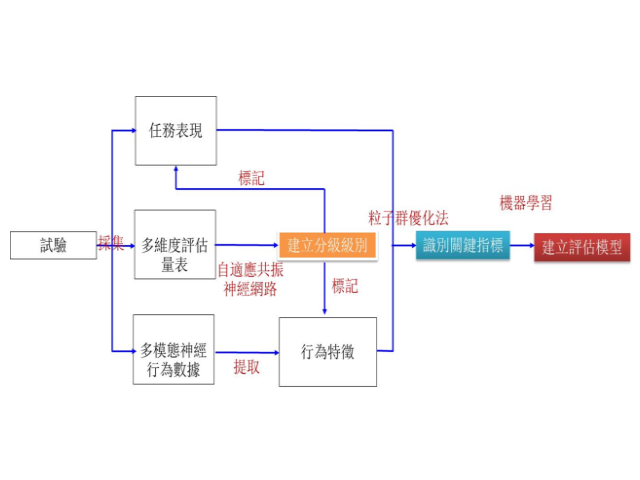 任務表現
標記
機器學習
粒子群優化法
試驗
採集
多維度評估
量表
建立分級級別
識別關鍵指標
建立評估模型
自適應共振
神經網路
標記
多模態神經
行為數據
提取
行為特徵